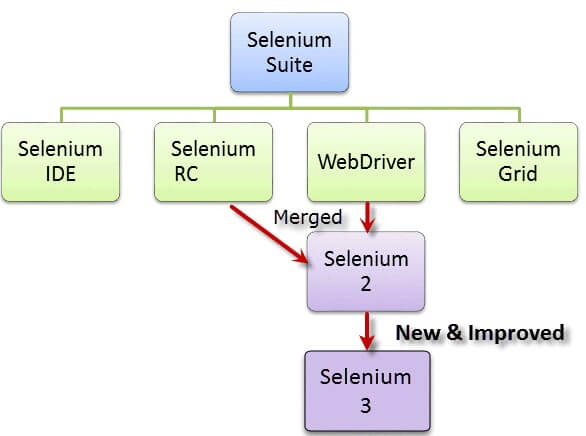 Selenium
Suite
Selenium
IDE
Selenium
RC
WebDriver
Selenium
Grid
Merged
Selenium
2
New & Improved
Selenium
3